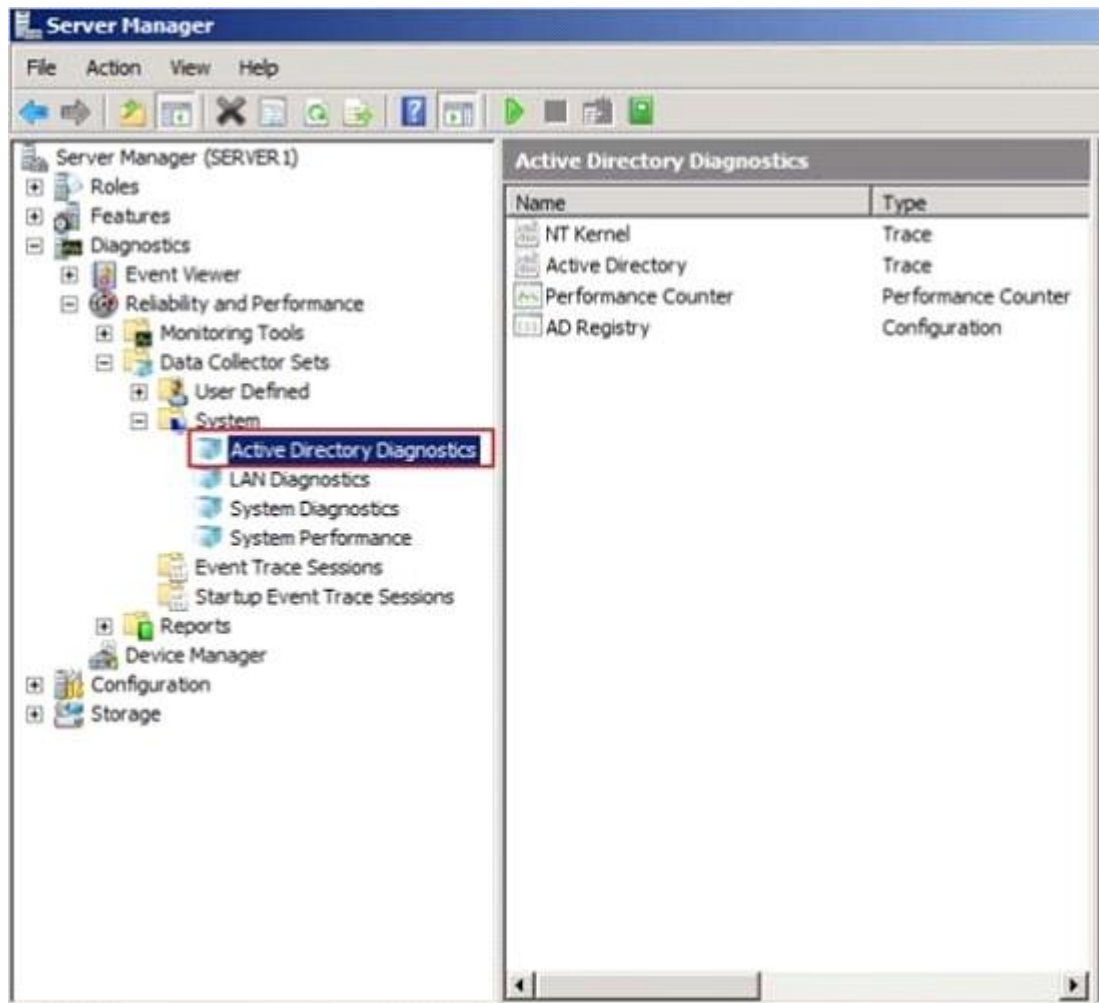 Server Manager
File Action View Help
Server Manager (SERVER1)
Roles
Features
Diagnostics
Event Viewer
Reliability and Performance
Monitoring Tools
Data Collector Sets
User Defined
System
Active Directory Diagnostics
LAN Diagnostics
System Diagnostics
System Performance
Event Trace Sessions
Startup Event Trace Sessions
Reports
Device Manager
Configuration
Storage
Active Directory Diagnostics
Name Type
NT Kernel Trace
Active Directory Trace
Performance Counter Performance Counter
AD Registry Configuration